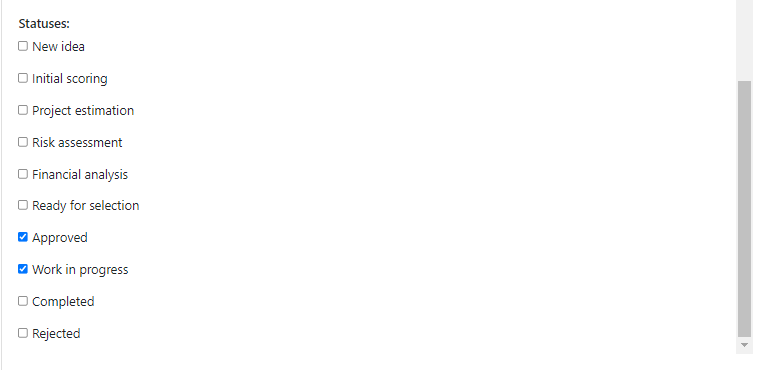 Statuses:
New idea
Initial scoring
Project estimation
Risk assessment
Financial analysis
Ready for selection
Approved
Work in progress
Completed
Rejected